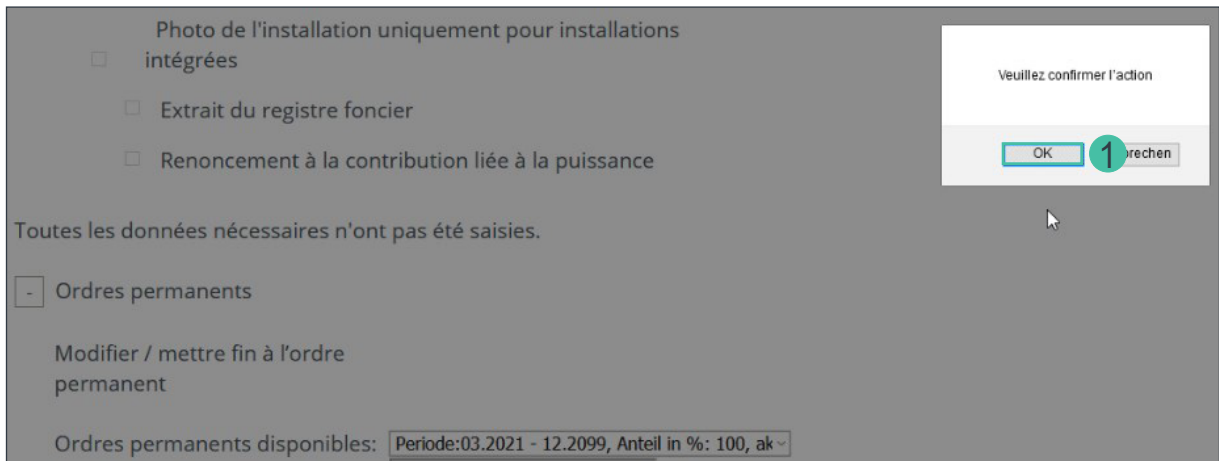 Photo de l'installation uniquement pour installations
intégrées
Extrait du registre foncier
Renoncement à la contribution liée à la puissance
Toutes les données nécessaires n'ont pas été saisies.
- Ordres permanents
Modifier / mettre fin à l’ordre
permanent
Ordres permanents disponibles: Periode:03.2021 - 12.2099, Anteil in %: 100, ak
Veuillez confirmer l'action
OK 1 rechen